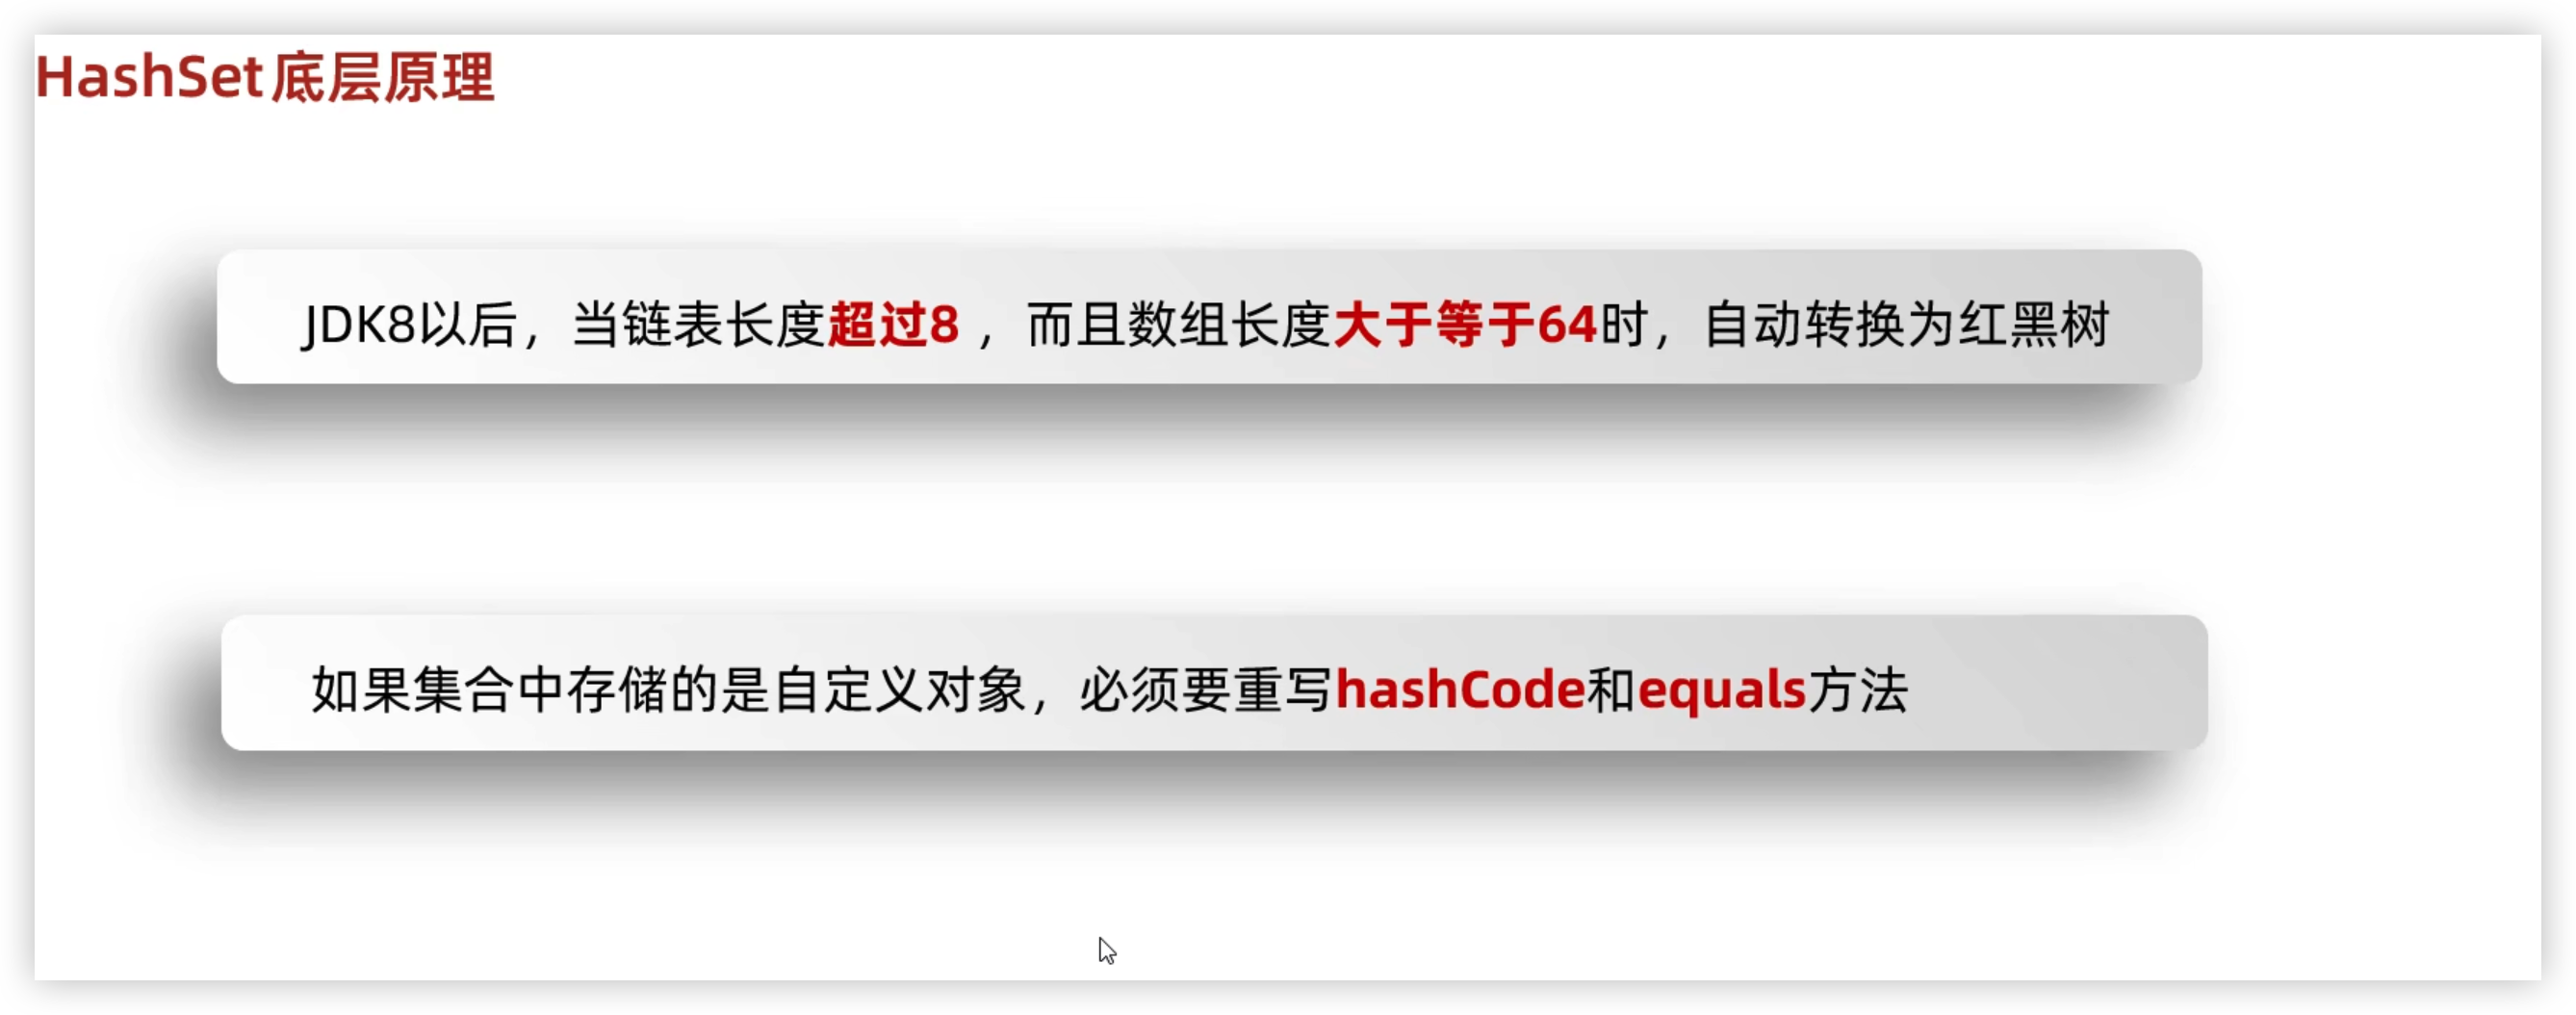 HashSet底层原理
JDK8以后，当链表长度超过8 ，而且数组长度大于等于64时，自动转换为红黑树
如果集合中存储的是自定义对象，必须要重写hashCode和equals方法